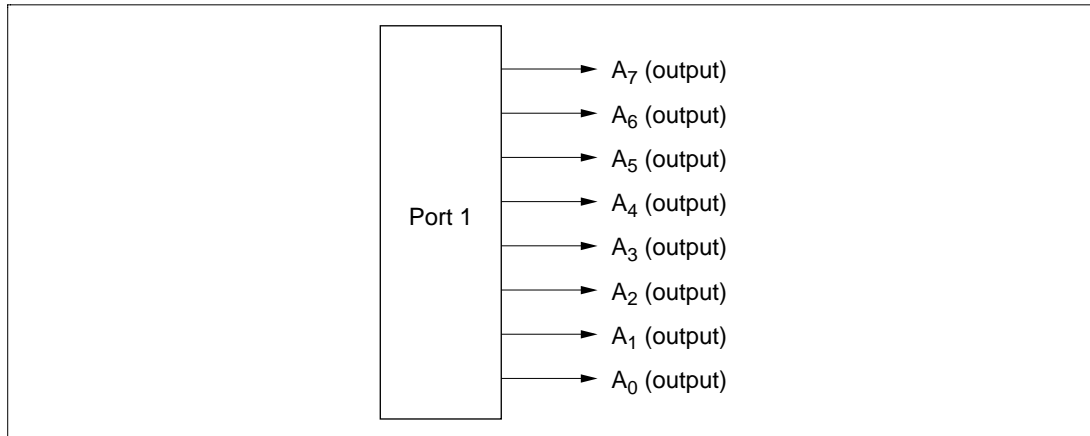 A7 (output)
A6 (output)
A5 (output)
A4 (output)
Port 1
A3 (output)
A2 (output)
A1 (output)
A0 (output)